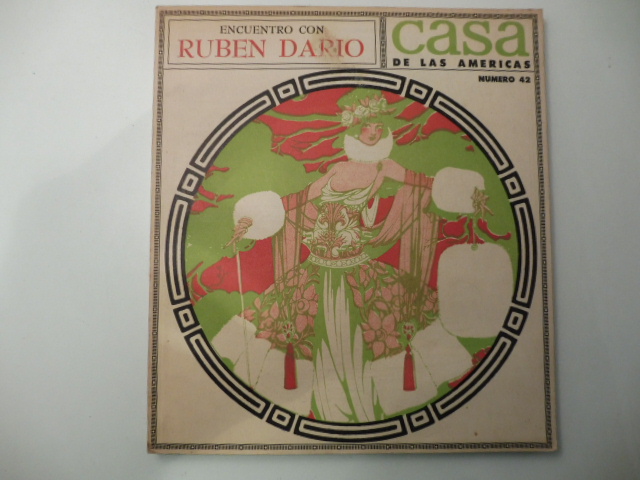 ENCUENTRO CON
RUBEN DARIO
casa
DE LAS AMERICAS
NUMERO 42